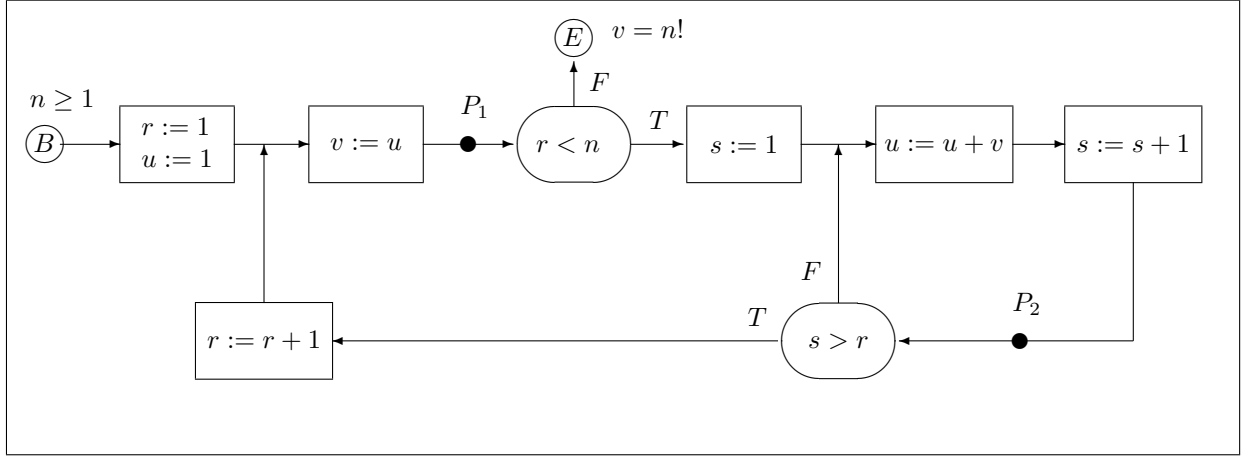 E
v = n!
F
n ≥ 1
B
r := 1
u := 1
v := u
P₁
r < n
T
s := 1
u := u + v
s := s + 1
r := r + 1
T
s > r
F
P₂